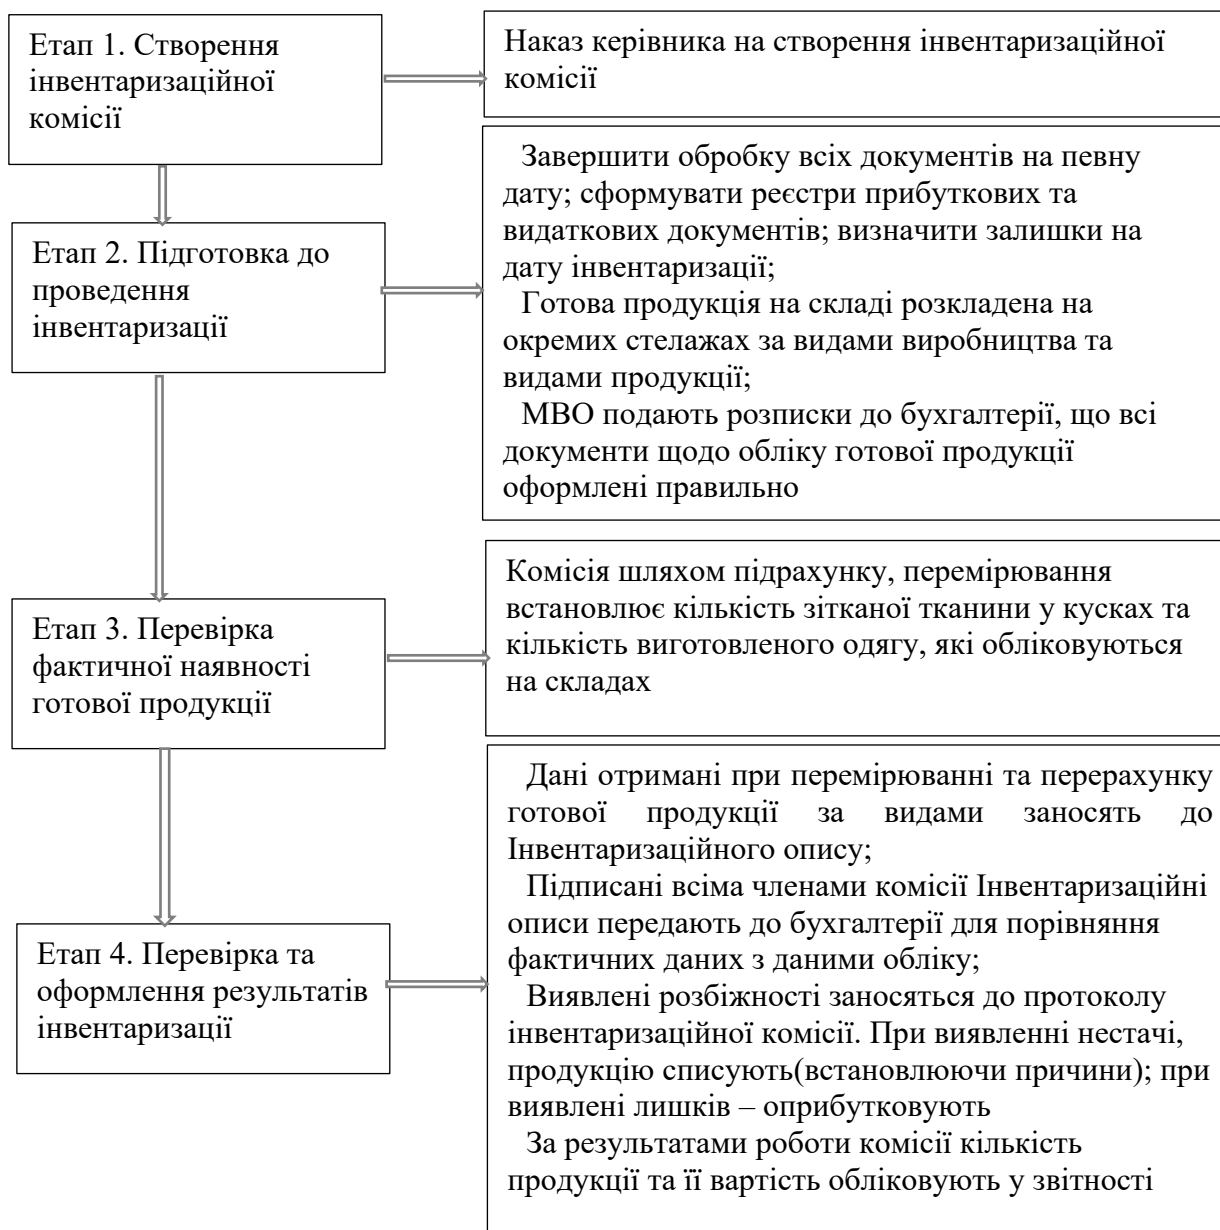 Етап 1. Створення
інвентаризаційної
комісії
Наказ керівника на створення інвентаризаційної
комісії
Етап 2. Підготовка до
проведення
інвентаризації
Завершити обробку всіх документів на певну
дату; сформувати реєстри прибуткових та
видаткових документів; визначити залишки на
дату інвентаризації;
Готова продукція на складі розкладена на
окремих стелажах за видами виробництва та
видами продукції;
МВО подають розписки до бухгалтерії, що всі
документи щодо обліку готової продукції
оформлені правильно
Етап 3. Перевірка
фактичної наявності
готової продукції
Комісія шляхом підрахунку, перемірювання
встановлює кількість зітканої тканини у кусках та
кількість виготовленого одягу, які обліковуються
на складах
Етап 4. Перевірка та
оформлення результатів
інвентаризації
Дані отримані при перемірюванні та перерахунку
готової продукції за видами заносять до
Інвентаризаційного опису;
Підписані всіма членами комісії Інвентаризаційні
описи передають до бухгалтерії для порівняння
фактичних даних з даними обліку;
Виявлені розбіжності заносяться до протоколу
інвентаризаційної комісії. При виявленні нестачі,
продукцію списують(встановлюючи причини); при
виявлені лишків – оприбутковують
За результатами роботи комісії кількість
продукції та її вартість обліковують у звітності